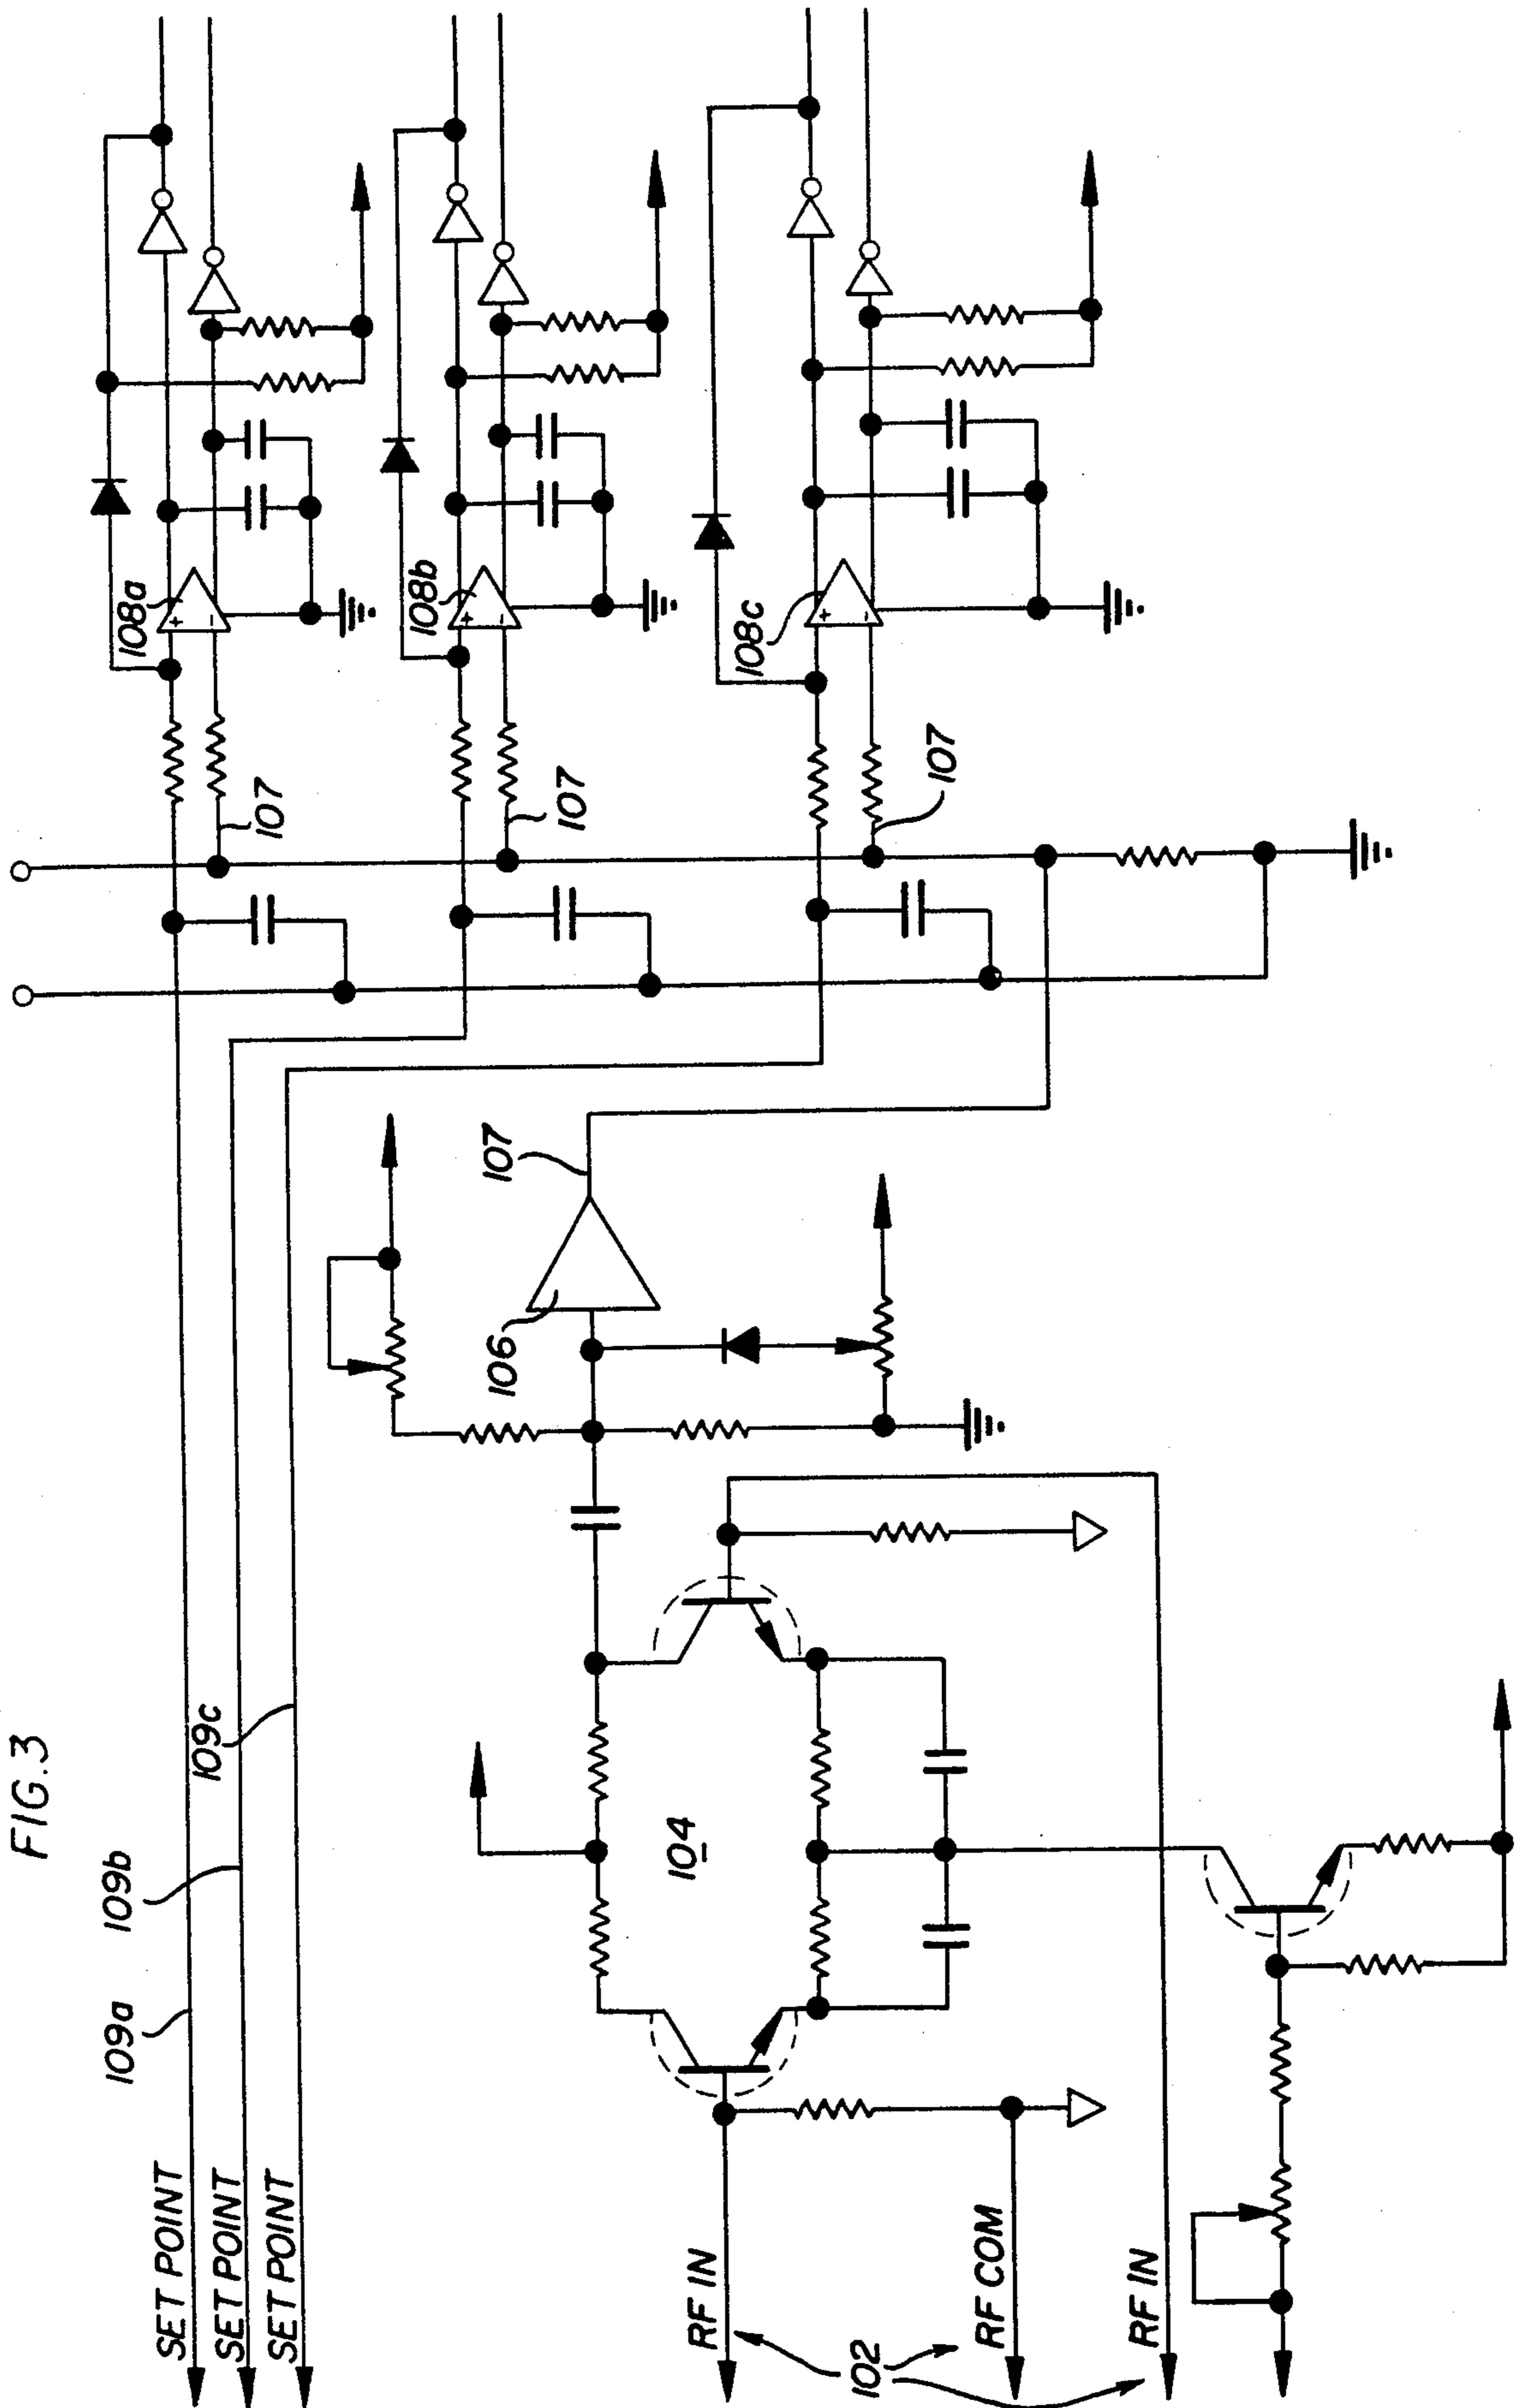 FIG.3
SET POINT
109a
SET POINT
109b
SET POINT
109c
108a
+
–
107
108b
+
–
107
108c
+
–
107
106
107
104
RF IN
RF COM
RF IN
102